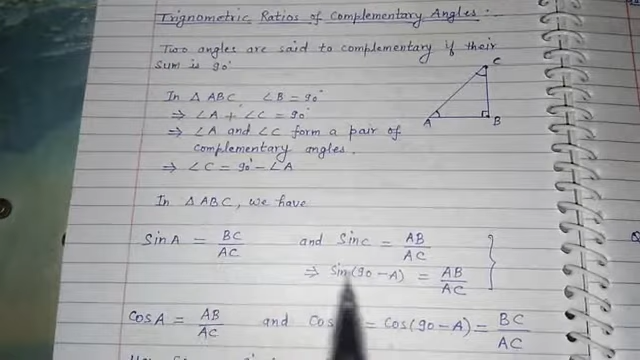 Trignometric Ratios of Complementary Angles:
Two angles are said to complementary if their
sum is 90°
In △ ABC ∠B = 90°
⇒ ∠A + ∠C = 90°
⇒ ∠A and ∠C form a pair of
complementary angles.
⇒ ∠C = 90° - ∠A
C
A
B
In △ ABC, we have
Sin A = BC/AC and Sin C = AB/AC
⇒ Sin(90 - A) = AB/AC
Cos A = AB/AC and Cos = Cos(90 - A) = BC/AC